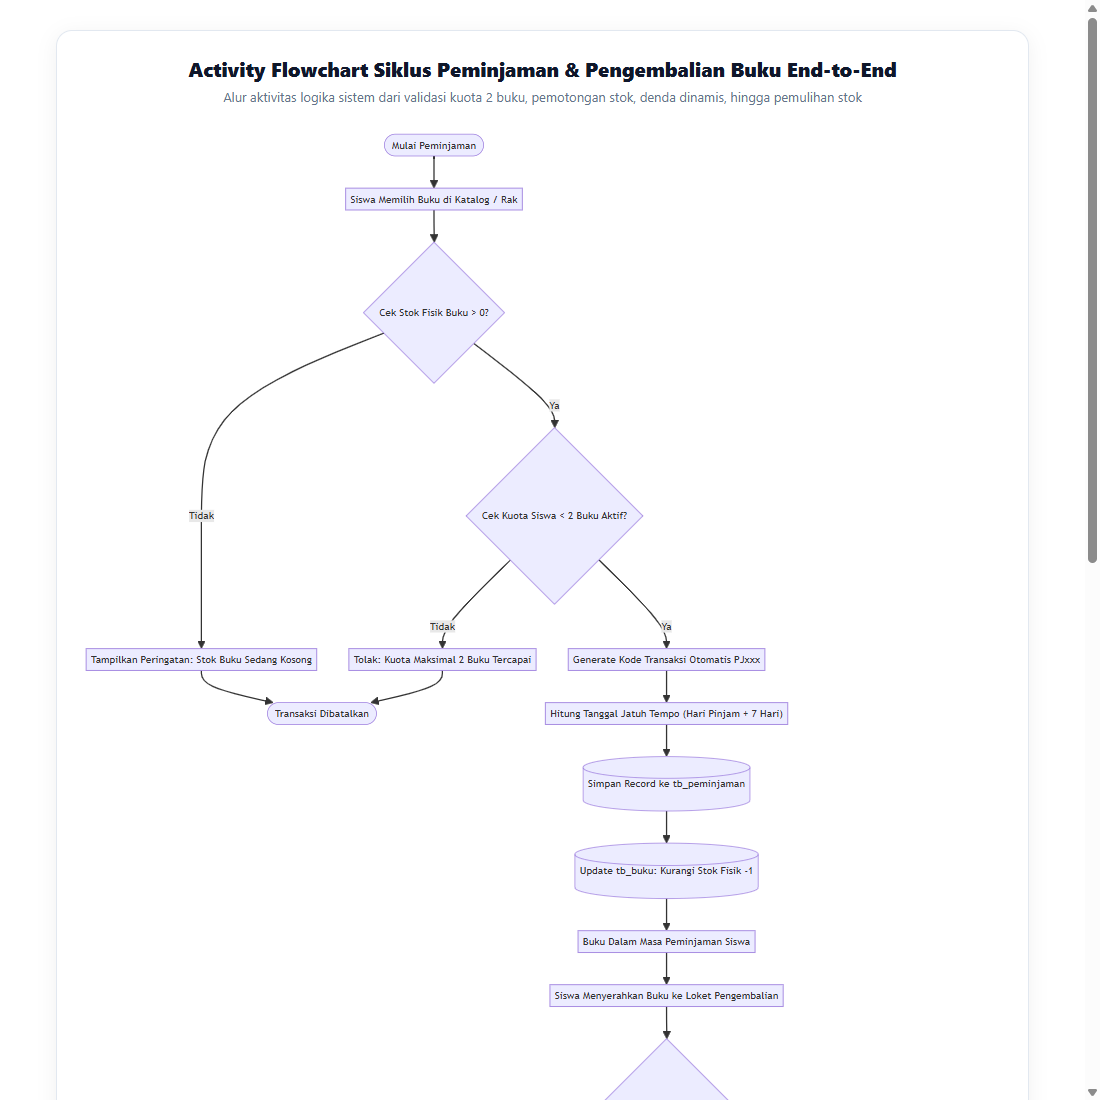 Activity Flowchart Siklus Peminjaman & Pengembalian Buku End-to-End
Alur aktivitas logika sistem dari validasi kuota 2 buku, pemotongan stok, denda dinamis, hingga pemulihan stok
Mulai Peminjaman
Siswa Memilih Buku di Katalog / Rak
Cek Stok Fisik Buku > 0?
Ya
Tidak
Cek Kuota Siswa < 2 Buku Aktif?
Tidak
Ya
Tampilkan Peringatan: Stok Buku Sedang Kosong
Tolak: Kuota Maksimal 2 Buku Tercapai
Generate Kode Transaksi Otomatis PJxxx
Transaksi Dibatalkan
Hitung Tanggal Jatuh Tempo (Hari Pinjam + 7 Hari)
Simpan Record ke tb_peminjaman
Update tb_buku: Kurangi Stok Fisik -1
Buku Dalam Masa Peminjaman Siswa
Siswa Menyerahkan Buku ke Loket Pengembalian